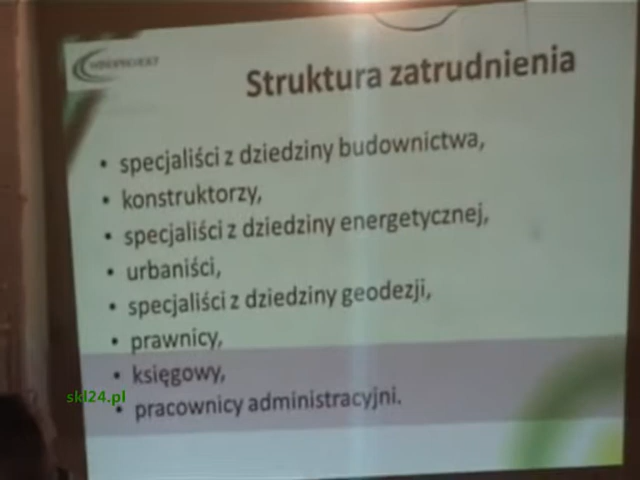 Struktura zatrudnienia
• specjaliści z dziedziny budownictwa,
• konstruktorzy,
• specjaliści z dziedziny energetycznej,
• urbaniści,
• specjaliści z dziedziny geodezji,
• prawnicy,
• księgowy,
skl24.pl
• pracownicy administracyjni.